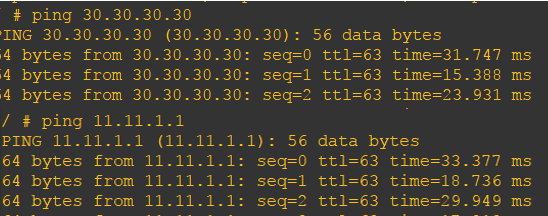 / # ping 30.30.30.30
PING 30.30.30.30 (30.30.30.30): 56 data bytes
64 bytes from 30.30.30.30: seq=0 ttl=63 time=31.747 ms
64 bytes from 30.30.30.30: seq=1 ttl=63 time=15.388 ms
64 bytes from 30.30.30.30: seq=2 ttl=63 time=23.931 ms
/ # ping 11.11.1.1
PING 11.11.1.1 (11.11.1.1): 56 data bytes
64 bytes from 11.11.1.1: seq=0 ttl=63 time=33.377 ms
64 bytes from 11.11.1.1: seq=1 ttl=63 time=18.736 ms
64 bytes from 11.11.1.1: seq=2 ttl=63 time=29.949 ms